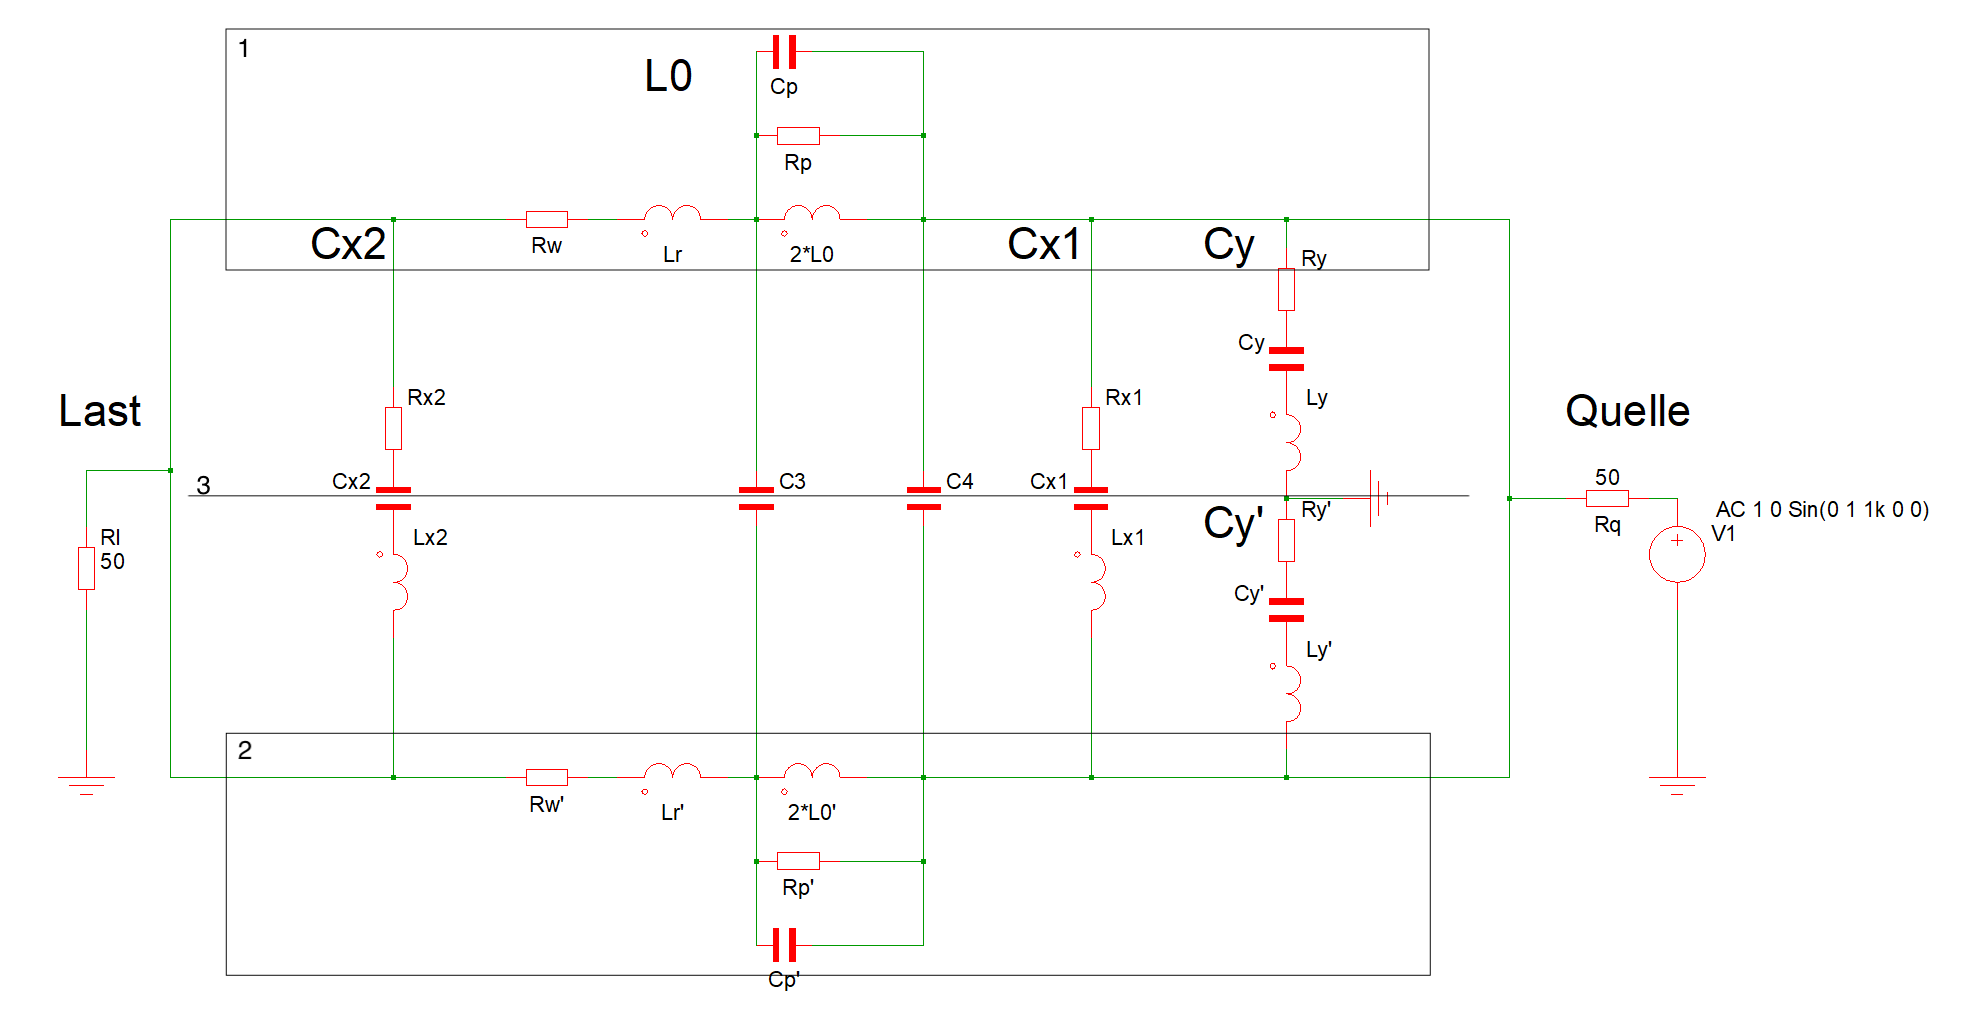 1
L0
Cp
Rp
Cx2
Rw
Lr
2*L0
Cx1
Cy
Ry
Cy
Last
Rx2
Rx1
Ly
Quelle
3
Cx2
C3
C4
Cx1
Cy'
Ry'
50
Rq
AC 1 0 Sin(0 1 1k 0 0)
V1
Rl
50
Lx2
Lx1
Cy'
Ly'
2
Rw'
Lr'
2*L0'
Rp'
Cp'